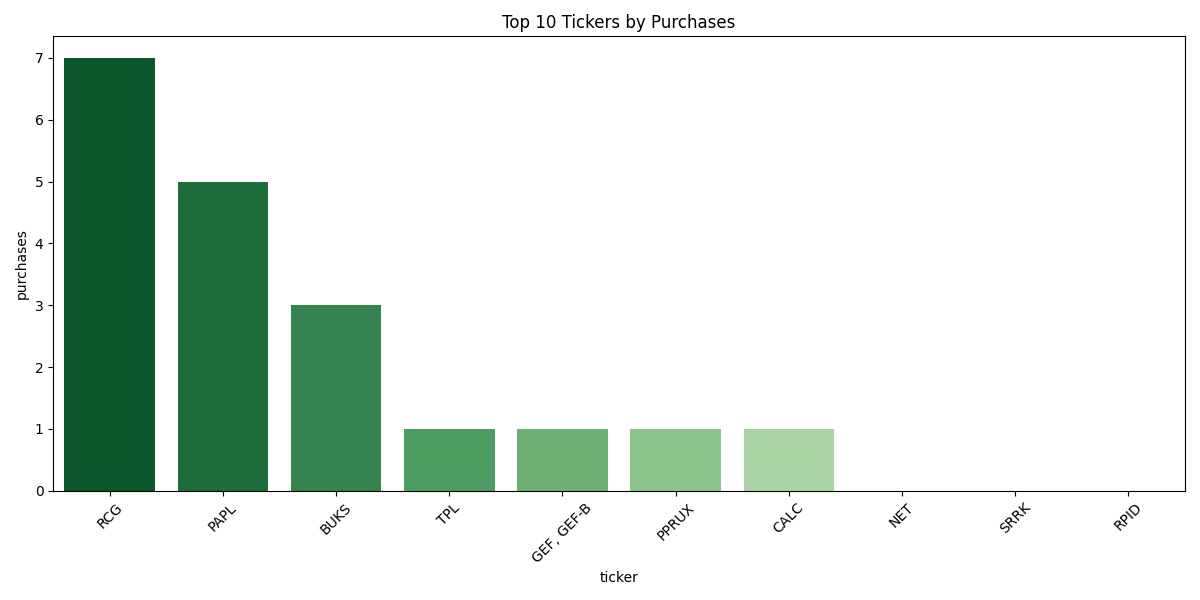 Top 10 Tickers by Purchases
purchases
7
6
5
4
3
2
1
0
RCG
PAPL
BUKS
TPL
GEF, GEF-B
PPRUX
CALC
NET
SRRK
RPID
ticker